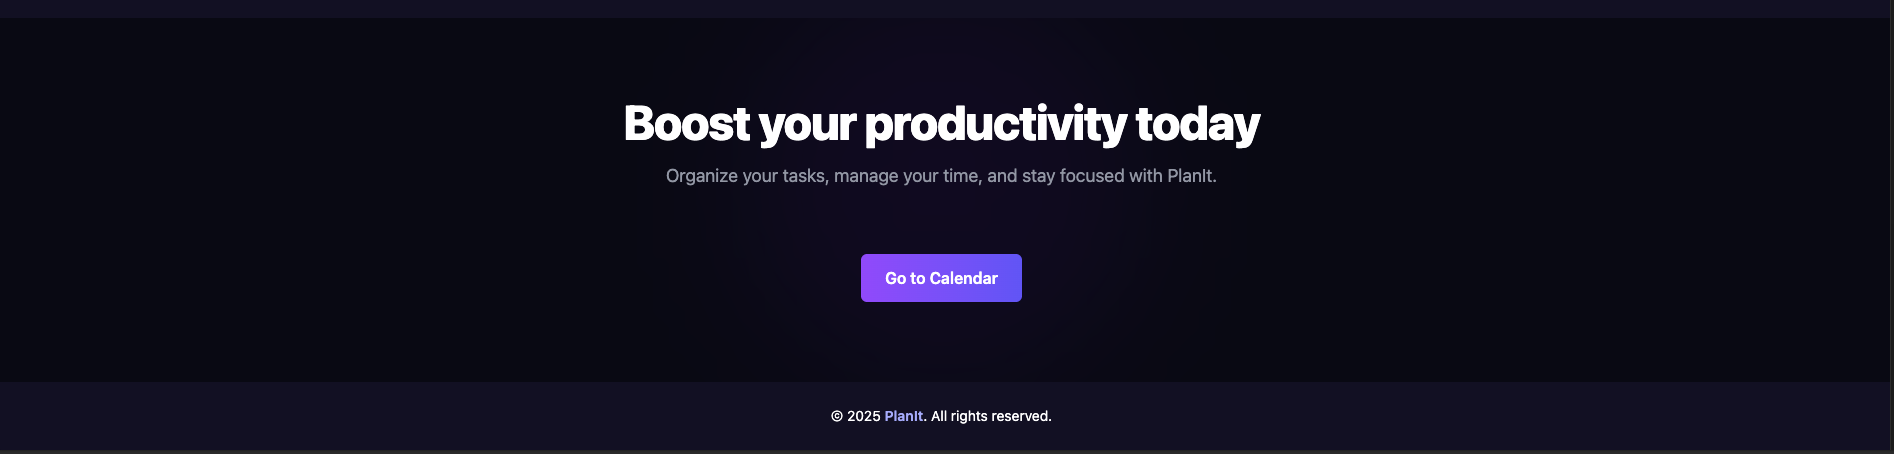 Boost your productivity today
Organize your tasks, manage your time, and stay focused with PlanIt.
Go to Calendar
© 2025 PlanIt. All rights reserved.